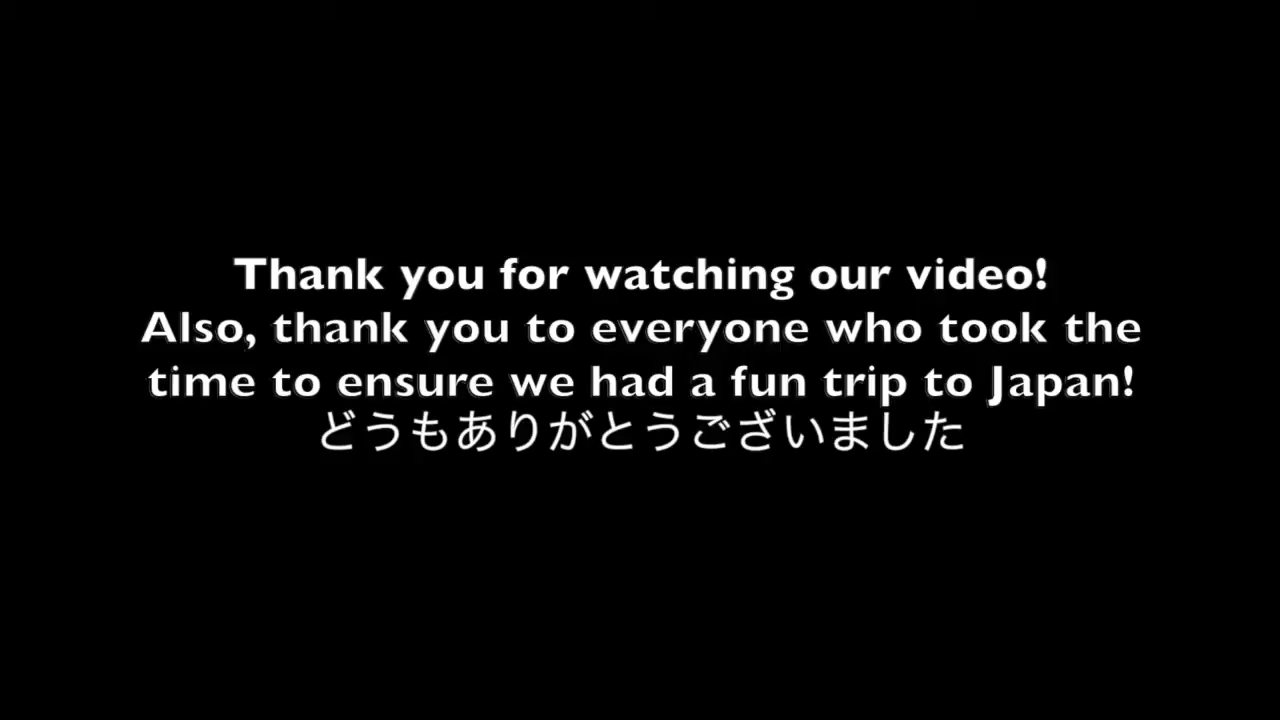 Thank you for watching our video!
Also, thank you to everyone who took the
time to ensure we had a fun trip to Japan!
どうもありがとうございました